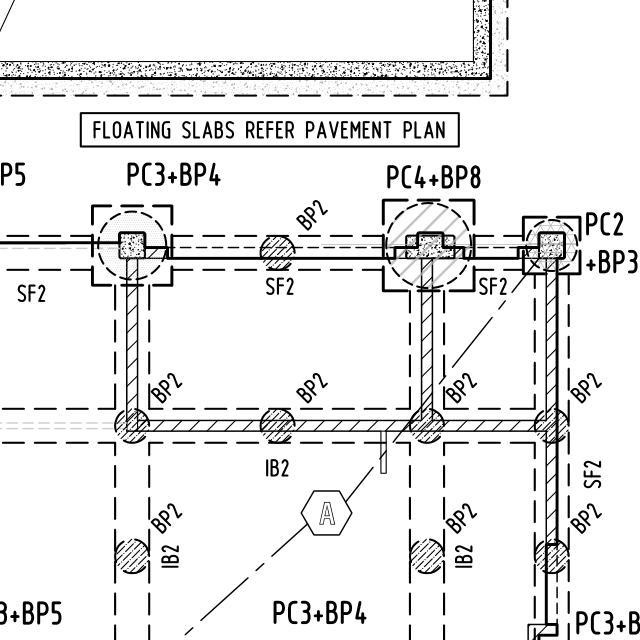 FLOATING SLABS REFER PAVEMENT PLAN
P5
PC3+BP4
PC4+BP8
BP2
PC2
+BP3
SF2
SF2
SF2
BP2
BP2
BP2
BP2
IB2
SF2
A
BP2
BP2
BP2
IB2
IB2
3+BP5
PC3+BP4
PC3+B